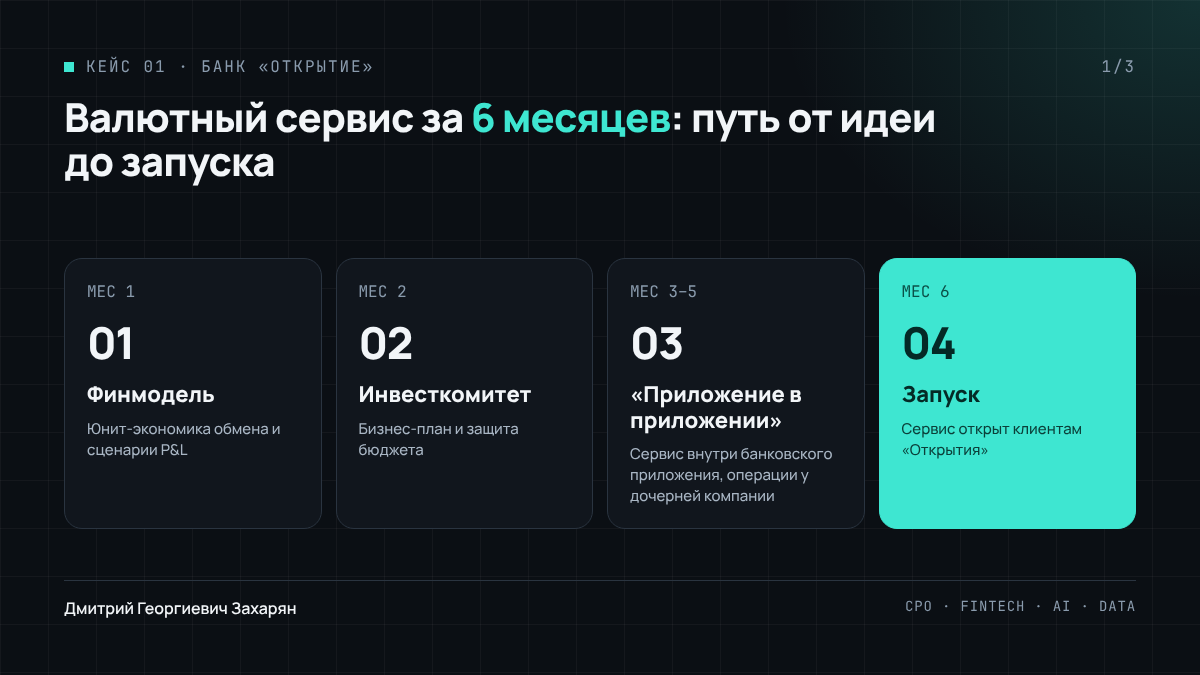 КЕЙС 01 · БАНК «ОТКРЫТИЕ»
1/3
Валютный сервис за 6 месяцев: путь от идеи
до запуска
МЕС 1
01
Финмодель
Юнит-экономика обмена и
сценарии P&L
МЕС 2
02
Инвесткомитет
Бизнес-план и защита
бюджета
МЕС 3–5
03
«Приложение в
приложении»
Сервис внутри банковского
приложения, операции у
дочерней компании
МЕС 6
04
Запуск
Сервис открыт клиентам
«Открытия»
Дмитрий Георгиевич Захарян
CPO · FINTECH · AI · DATA